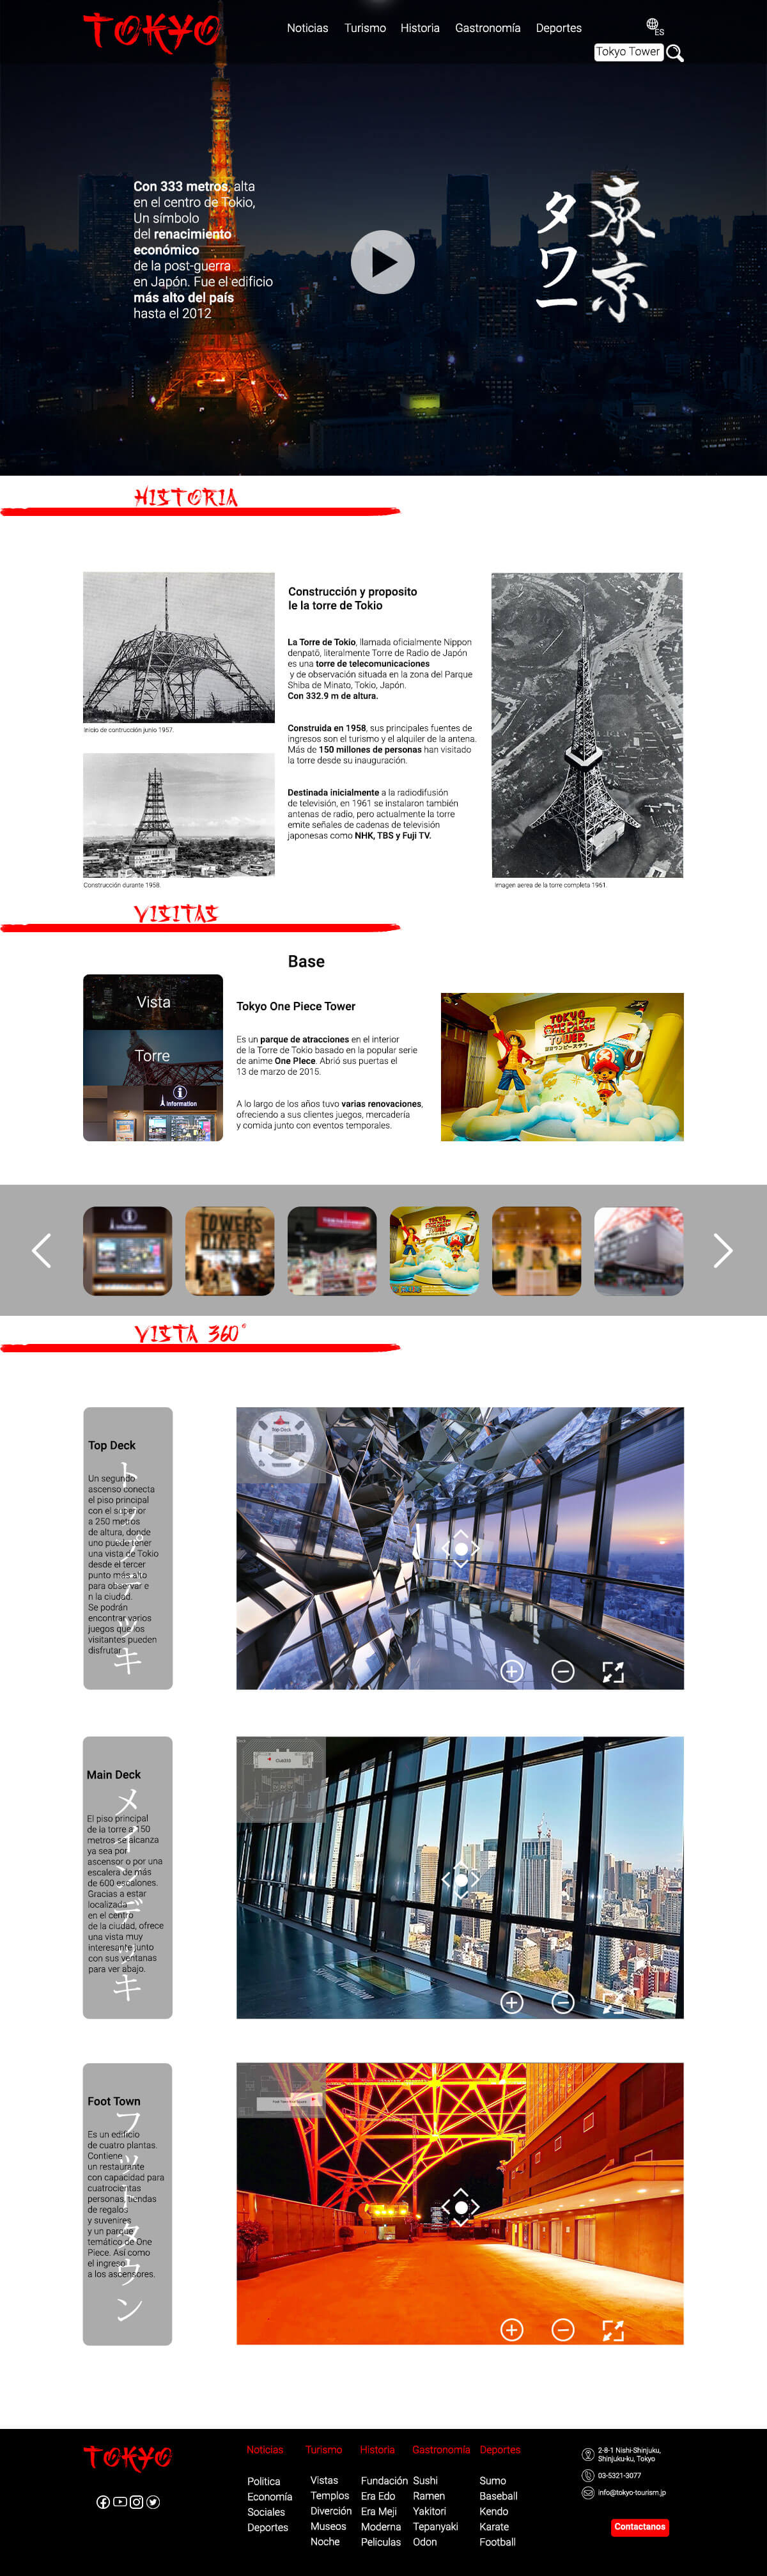 TOKYO
Noticias Turismo Historia Gastronomía Deportes
ES
Tokyo Tower
Con 333 metros, alta
en el centro de Tokio,
Un símbolo
del renacimiento
económico
de la post-guerra
en Japón. Fue el edificio
más alto del país
hasta el 2012
東京
タワー
HISTORIA
Inicio de contrucción junio 1957.
Construcción durante 1958.
Construcción y proposito
le la torre de Tokio
La Torre de Tokio, llamada oficialmente Nippon
denpatō, literalmente Torre de Radio de Japón
es una torre de telecomunicaciones
y de observación situada en la zona del Parque
Shiba de Minato, Tokio, Japón.
Con 332.9 m de altura.
Construida en 1958, sus principales fuentes de
ingresos son el turismo y el alquiler de la antena.
Más de 150 millones de personas han visitado
la torre desde su inauguración.
Destinada inicialmente a la radiodifusión
de televisión, en 1961 se instalaron también
antenas de radio, pero actualmente la torre
emite señales de cadenas de televisión
japonesas como NHK, TBS y Fuji TV.
Imagen aerea de la torre completa 1961.
VISITAS
Base
Vista
Torre
Information
Tokyo One Piece Tower
Es un parque de atracciones en el interior
de la Torre de Tokio basado en la popular serie
de anime One PIece. Abrió sus puertas el
13 de marzo de 2015.
A lo largo de los años tuvo varias renovaciones,
ofreciendo a sus clientes juegos, mercadería
y comida junto con eventos temporales.
TOKYO
ONE PIECE
TOWER
TOWER'S
TOKYO
ONE PIECE
TOWER
VISTA 360°
Top Deck
Un segundo
ascenso conecta
el piso principal
con el superior
a 250 metros
de altura, donde
uno puede tener
una vista de Tokio
desde el tercer
punto más alto
para observar e
n la ciudad.
Se podrán
encontrar varios
juegos que los
visitantes pueden
disfrutar.
トップデッキ
Top Deck
Main Deck
El piso principal
de la torre a 150
metros se alcanza
ya sea por
ascensor o por una
escalera de más
de 600 escalones.
Gracias a estar
localizada
en el centro
de la ciudad, ofrece
una vista muy
interesante junto
con sus ventanas
para ver abajo.
メインデッキ
Foot Town
Es un edificio
de cuatro plantas.
Contiene
un restaurante
con capacidad para
cuatrocientas
personas, tiendas
de regalos
y suvenires
y un parque
temático de One
Piece. Así como
el ingreso
a los ascensores.
フットタウン
TOKYO
Noticias Turismo Historia Gastronomía Deportes
Politica Vistas Fundación Sushi Sumo
Economía Templos Era Edo Ramen Baseball
Sociales Diverción Era Meji Yakitori Kendo
Deportes Museos Moderna Tepanyaki Karate
Noche Peliculas Odon Football
2-8-1 Nishi-Shinjuku,
Shinjuku-ku, Tokyo
03-5321-3077
info@tokyo-tourism.jp
Contactanos